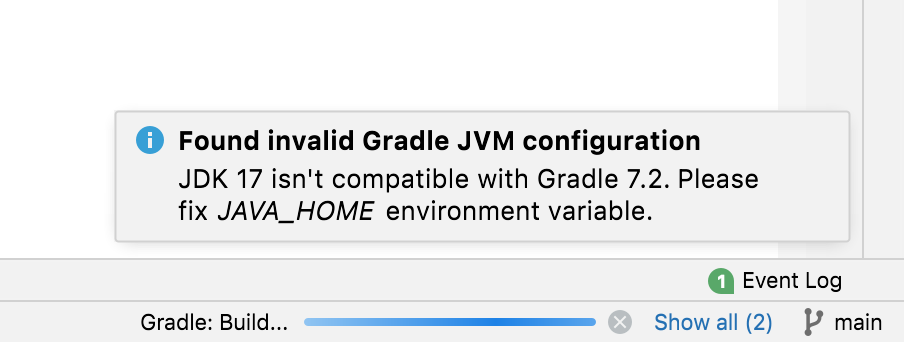 Found invalid Gradle JVM configuration
JDK 17 isn't compatible with Gradle 7.2. Please
fix JAVA_HOME environment variable.
1 Event Log
Gradle: Build... Show all (2) main